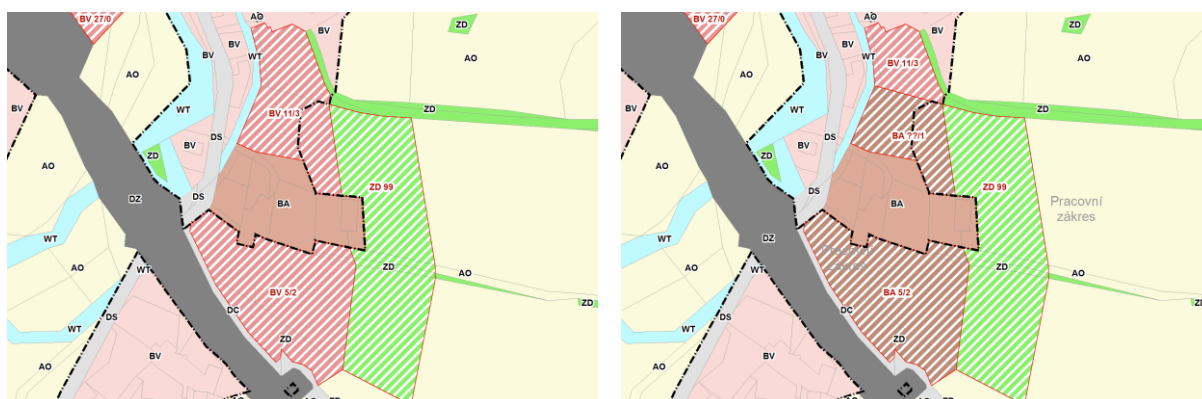 BV 27/0
AO
BV
ZD
BV
WT
AO
AO
BV
BV 11/3
WT
BV
ZD
DS
BV
ZD
AO
DS
ZD 99
DZ
BA
WT
AO
WT
ZD
AO
BV 5/2
DS
DC
ZD
WT
ZD
BV
AO
AO
ZD
BV 27/0
AO
BV
ZD
BV
WT
AO
AO
BV
BV 11/3
WT
ZD
DS
BA ??/1
BV
ZD
AO
DS
ZD 99
Pracovní
zákres
BA
DZ
WT
AO
WT
ZD
AO
BA 5/2
DS
DC
ZD
WT
ZD
BV
AO
AO
ZD